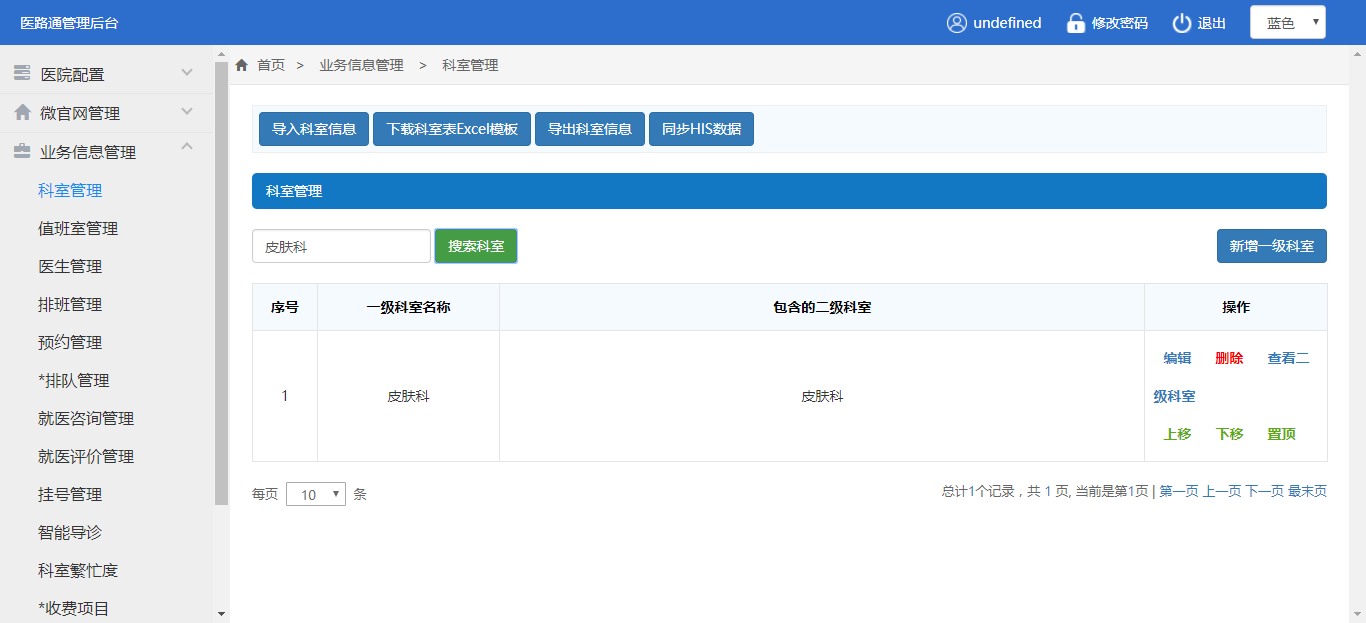 医路通管理后台
undefined 修改密码 退出 蓝色
医院配置
微官网管理
业务信息管理
科室管理
值班室管理
医生管理
排班管理
预约管理
*排队管理
就医咨询管理
就医评价管理
挂号管理
智能导诊
科室繁忙度
*收费项目
首页 > 业务信息管理 > 科室管理
导入科室信息 下载科室表Excel模板 导出科室信息 同步HIS数据
科室管理
皮肤科 搜索科室 新增一级科室
序号 一级科室名称 包含的二级科室 操作
1 皮肤科 皮肤科
编辑 删除 查看二
级科室
上移 下移 置顶
每页 10 条
总计1个记录，共 1 页, 当前是第1页 | 第一页 上一页 下一页 最末页